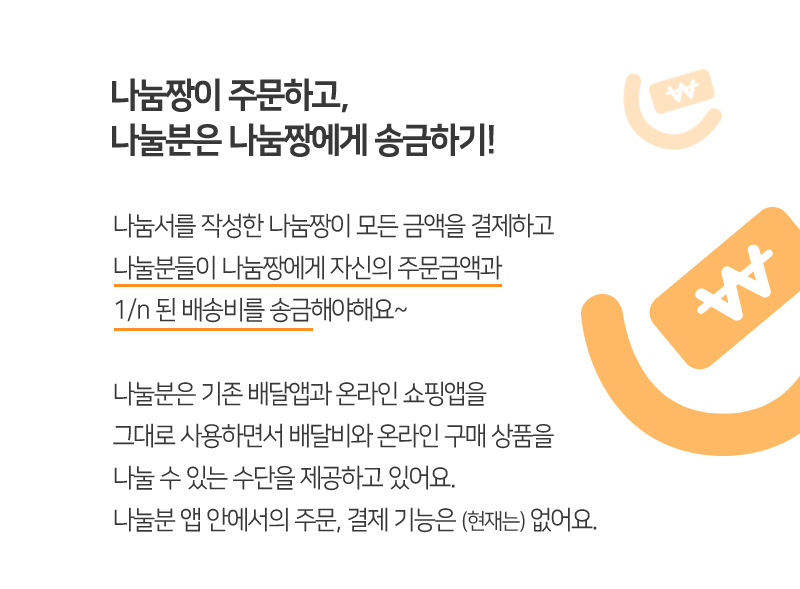 나눔짱이 주문하고,
나눌분은 나눔짱에게 송금하기!
나눔서를 작성한 나눔짱이 모든 금액을 결제하고
나눌분들이 나눔짱에게 자신의 주문금액과
1/n 된 배송비를 송금해야해요~
나눌분은 기존 배달앱과 온라인 쇼핑앱을
그대로 사용하면서 배달비와 온라인 구매 상품을
나눌 수 있는 수단을 제공하고 있어요.
나눌분 앱 안에서의 주문, 결제 기능은 (현재는) 없어요.